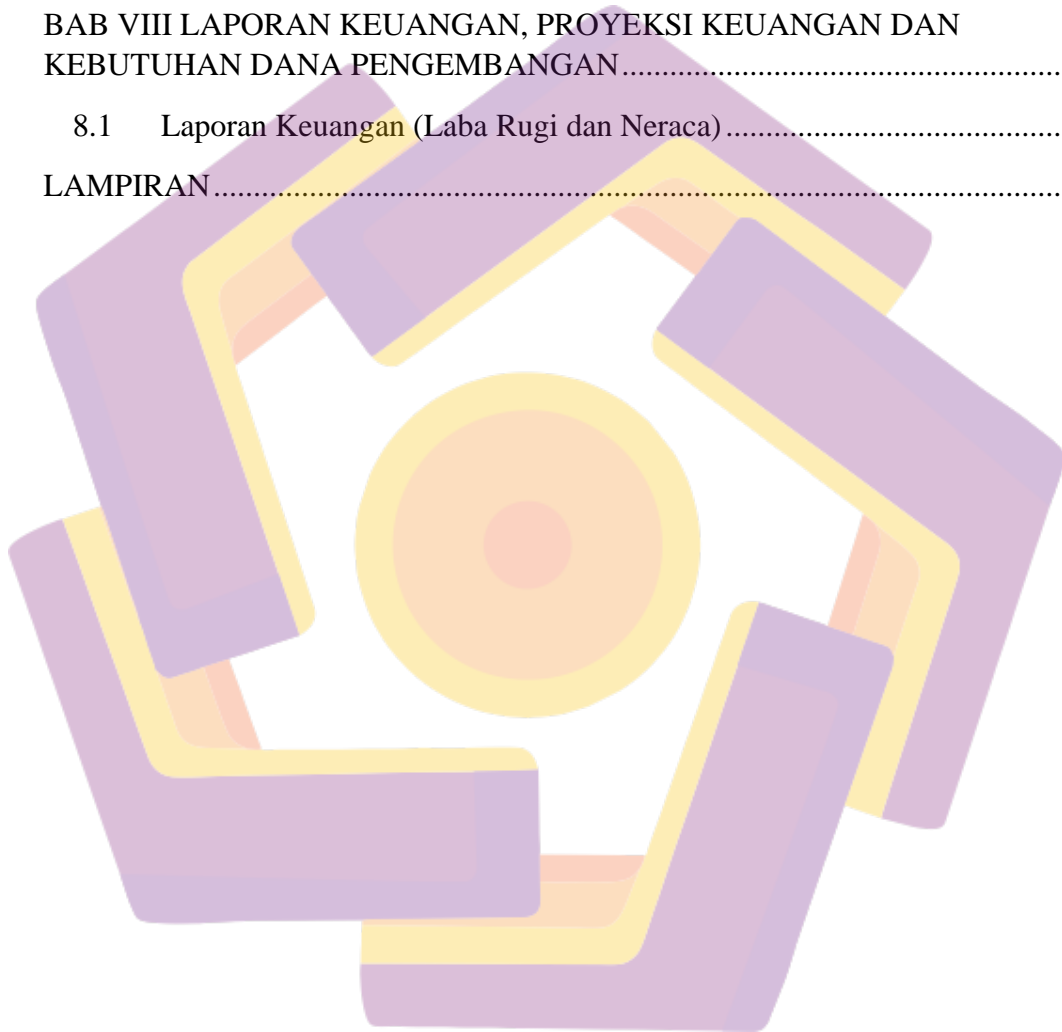 BAB VIII LAPORAN KEUANGAN, PROYEKSI KEUANGAN DAN
KEBUTUHAN DANA PENGEMBANGAN.......................................................
8.1 Laporan Keuangan (Laba Rugi dan Neraca)..........................................
LAMPIRAN..........................................................................................................